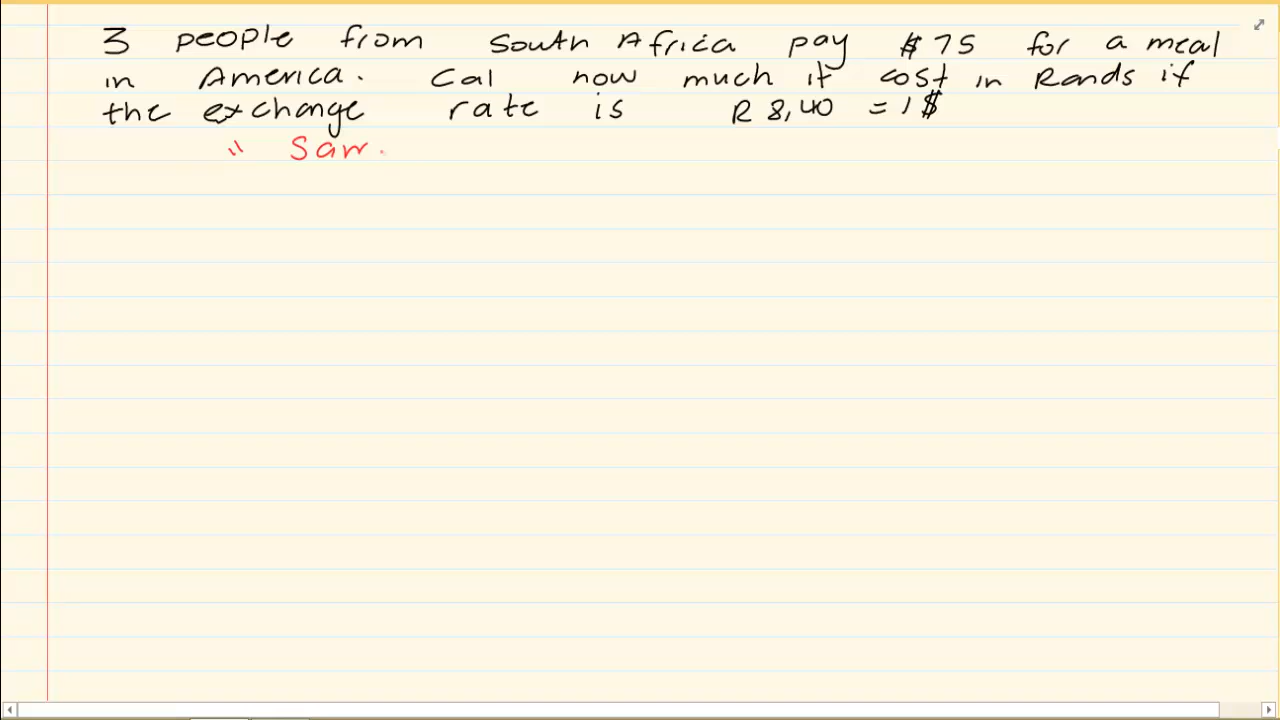 3 people from South Africa pay $75 for a meal
in America. Cal how much it cost in Rands if
the exchange rate is R 8,40 = 1$
" Sam